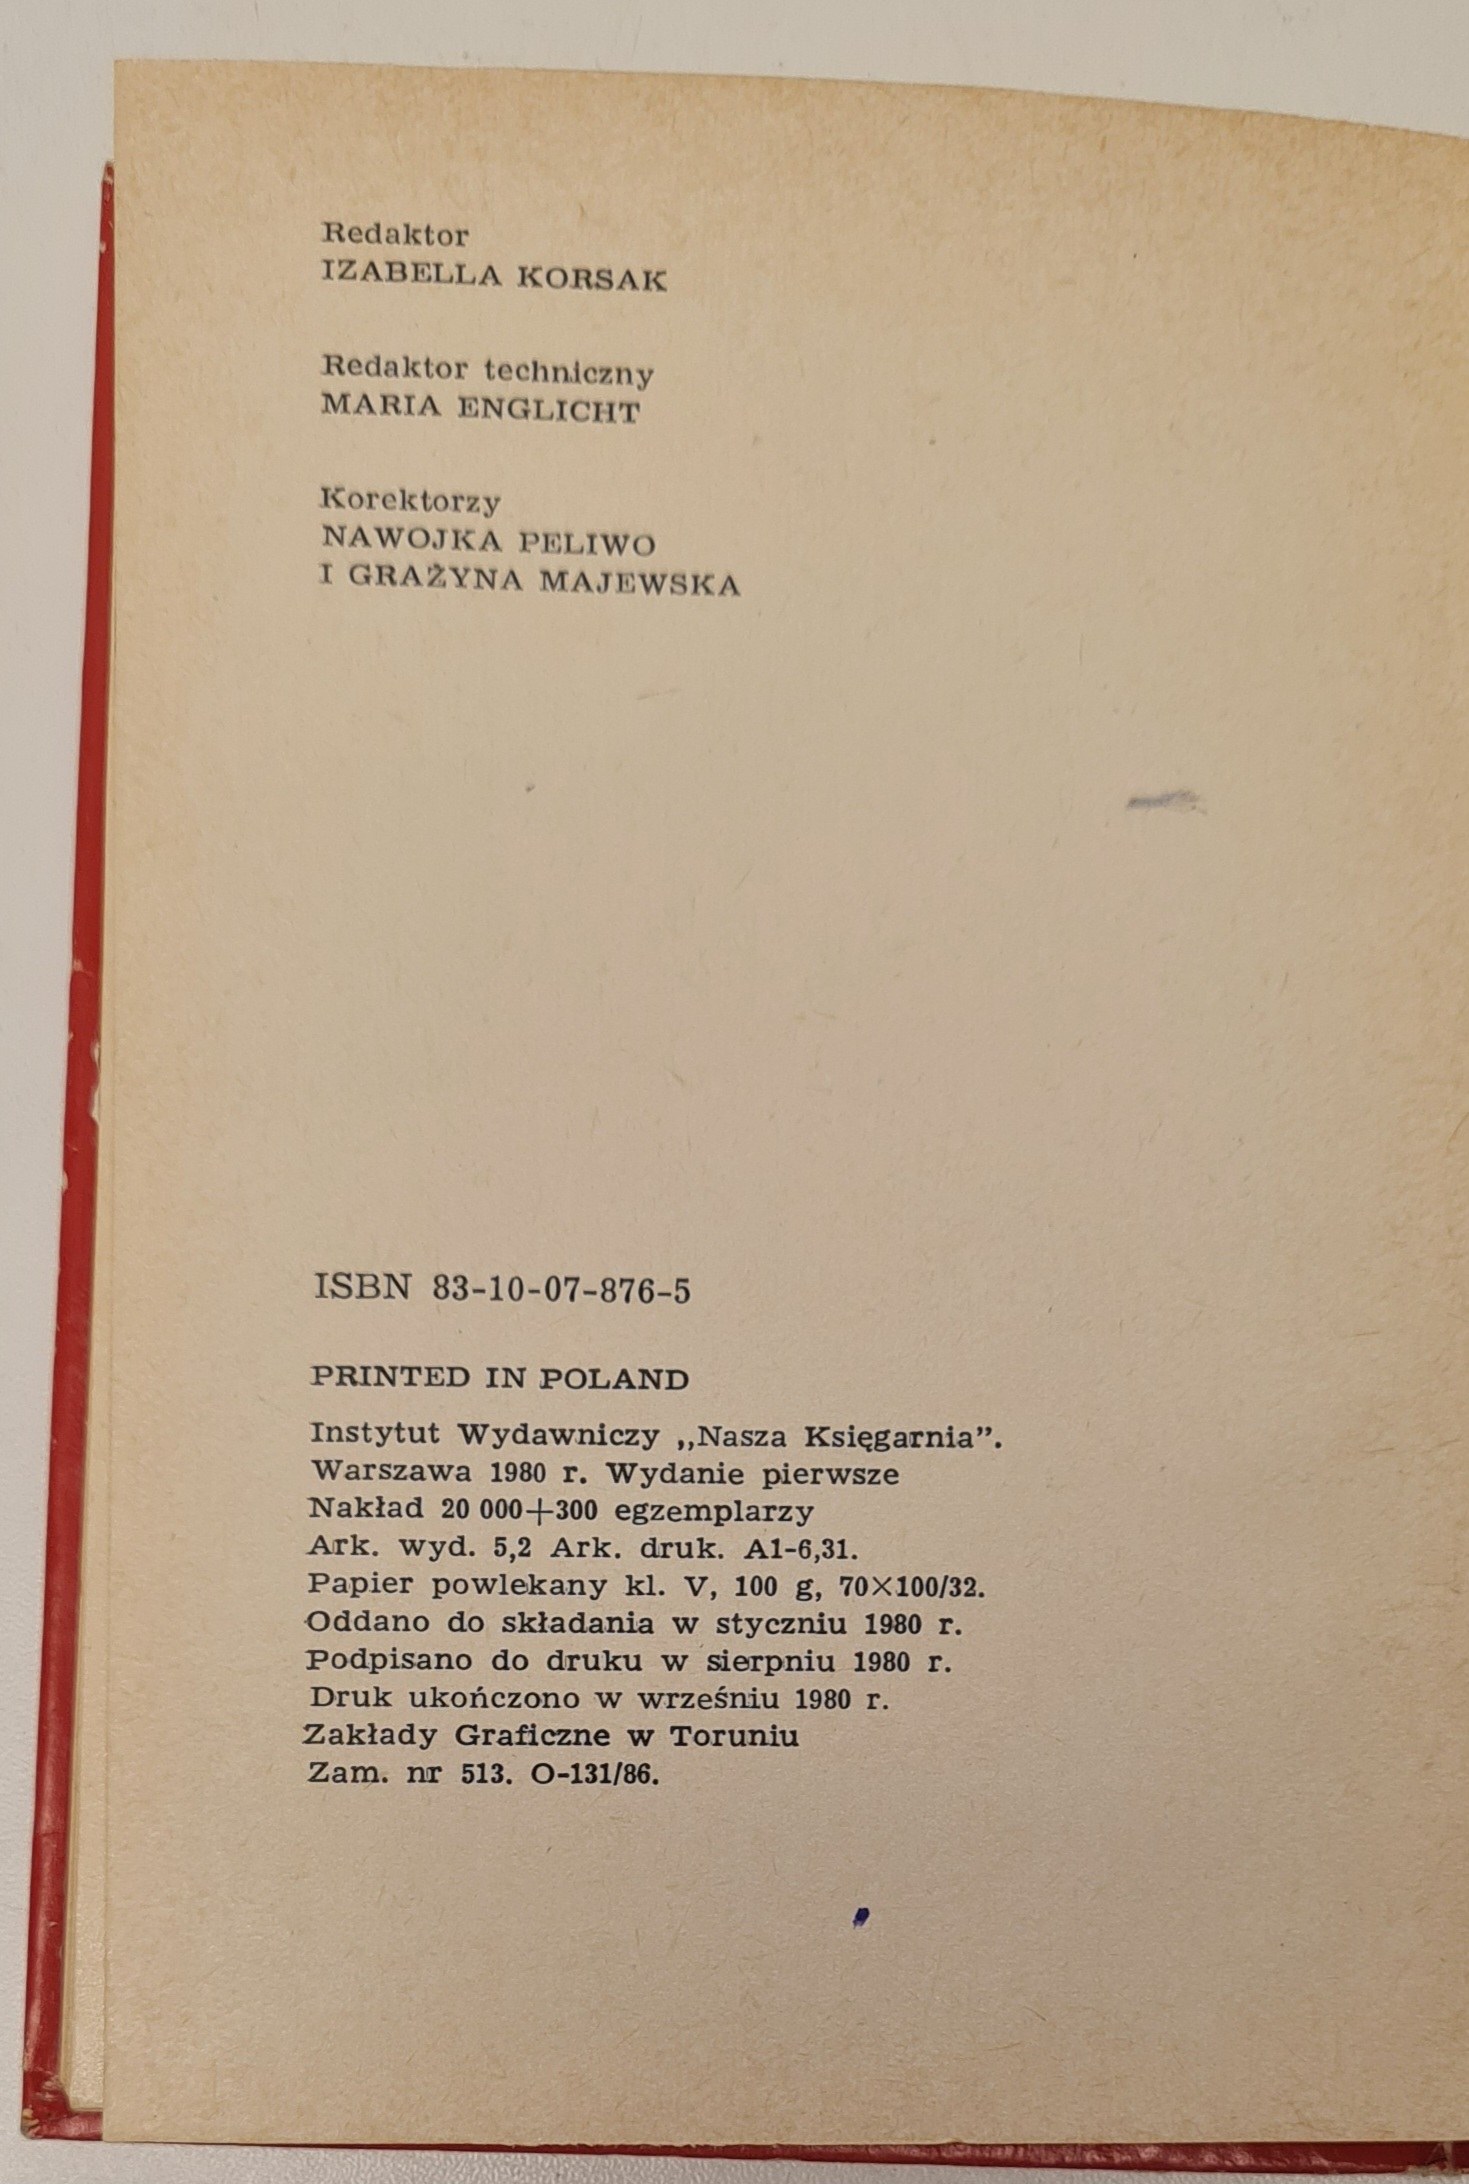 Redaktor
IZABELLA KORSAK
Redaktor techniczny
MARIA ENGLICHT
Korektorzy
NAWOJKA PELIWO
I GRAŻYNA MAJEWSKA
ISBN 83-10-07-876-5
PRINTED IN POLAND
Instytut Wydawniczy „Nasza Księgarnia”.
Warszawa 1980 r. Wydanie pierwsze
Nakład 20 000+300 egzemplarzy
Ark. wyd. 5,2 Ark. druk. A1-6,31.
Papier powlekany kl. V, 100 g, 70×100/32.
Oddano do składania w styczniu 1980 r.
Podpisano do druku w sierpniu 1980 r.
Druk ukończono w wrześniu 1980 r.
Zakłady Graficzne w Toruniu
Zam. nr 513. O-131/86.